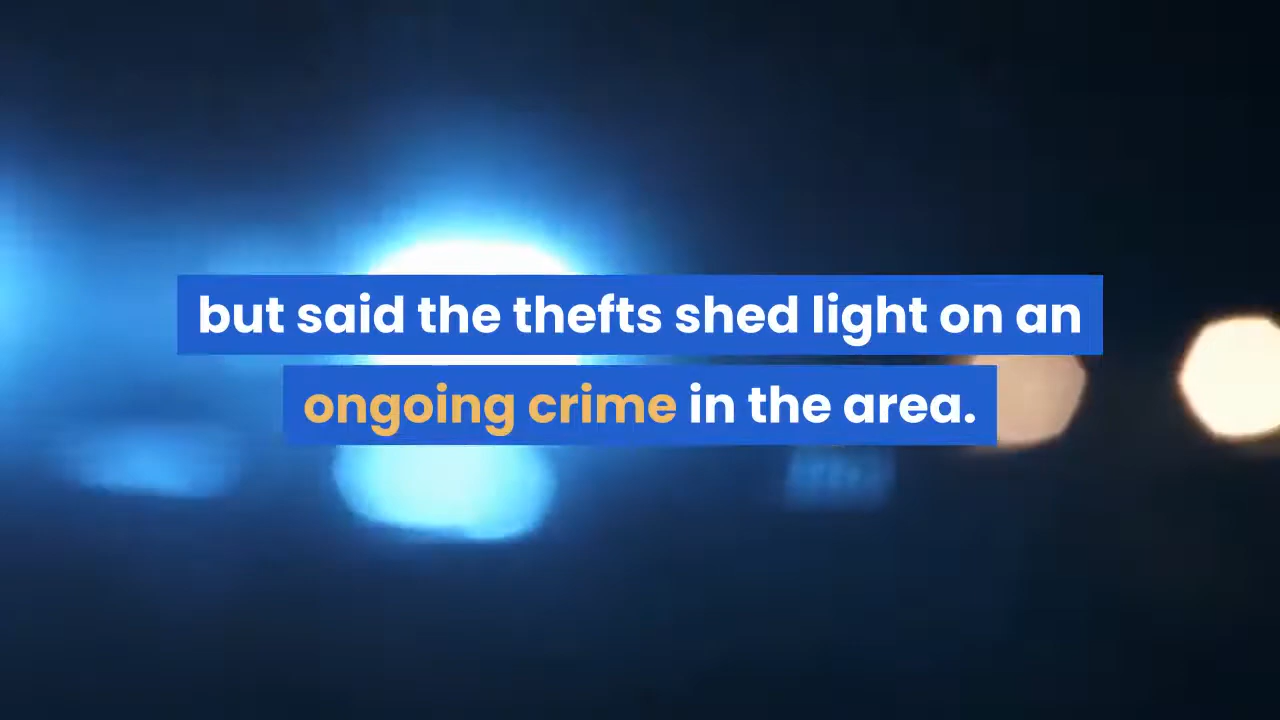 but said the thefts shed light on an
ongoing crime in the area.